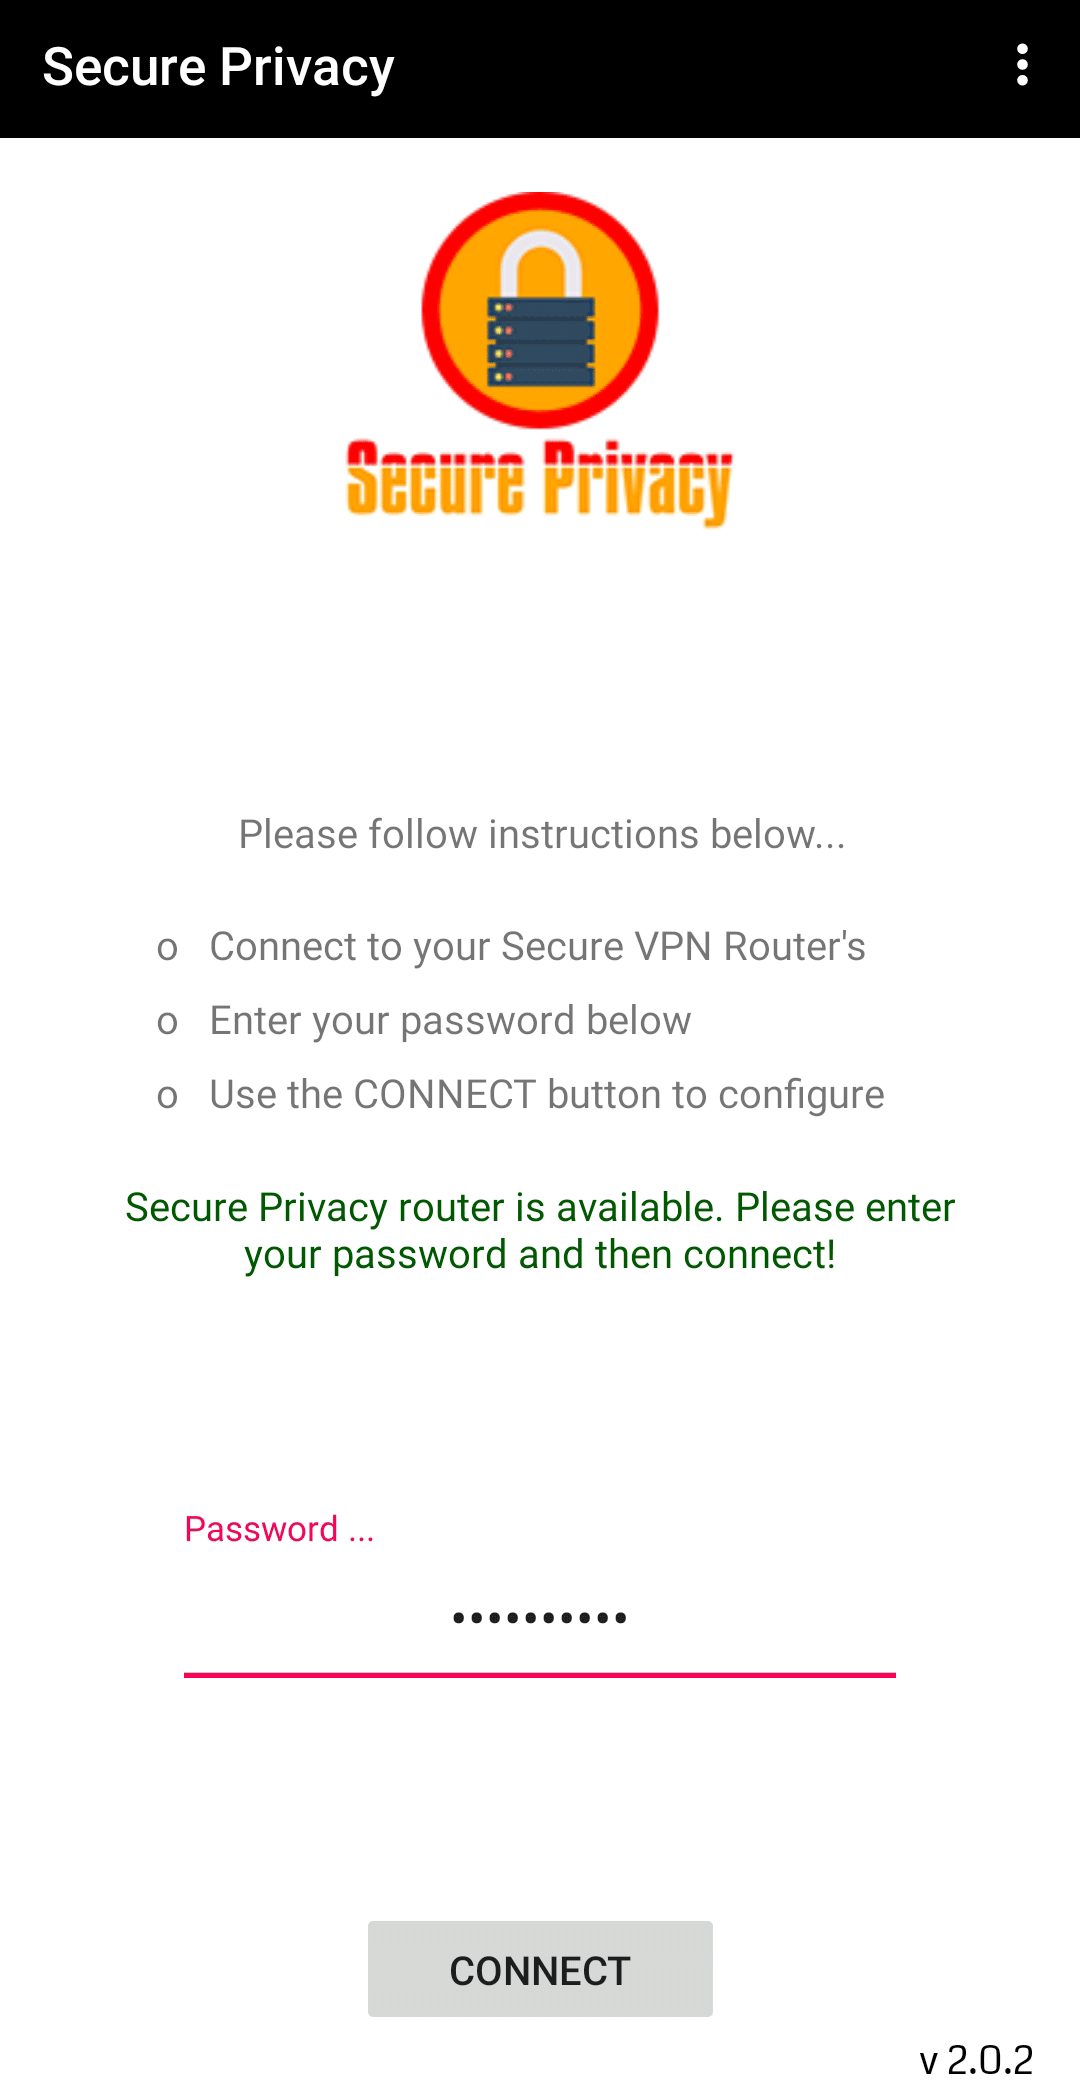 Secure Privacy
Secure Privacy
Please follow instructions below...
o Connect to your Secure VPN Router's
o Enter your password below
o Use the CONNECT button to configure
Secure Privacy router is available. Please enter
your password and then connect!
Password ...
••••••••••
CONNECT
v 2.0.2